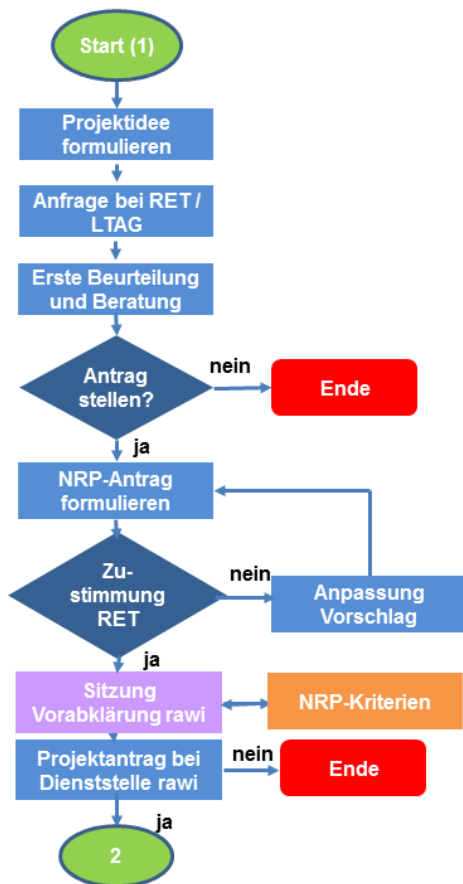 Start (1)
Projektidee
formulieren
Anfrage bei RET /
LTAG
Erste Beurteilung
und Beratung
Antrag
stellen?
nein
Ende
ja
NRP-Antrag
formulieren
Zu-
stimmung
RET
nein
Anpassung
Vorschlag
ja
Sitzung
Vorabklärung rawi
NRP-Kriterien
Projektantrag bei
Dienststelle rawi
nein
Ende
ja
2